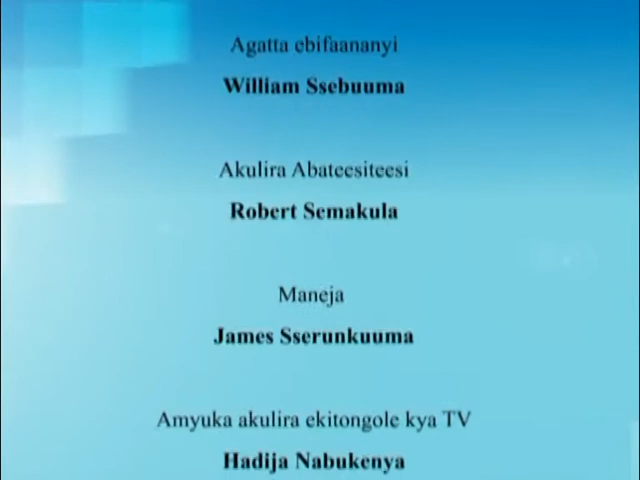 Agatta ebifaananyi
William Ssebuuma
Akulira Abateesiteesi
Robert Semakula
Maneja
James Sserunkuuma
Amyuka akulira ekitongole kya TV
Hadija Nabukenya